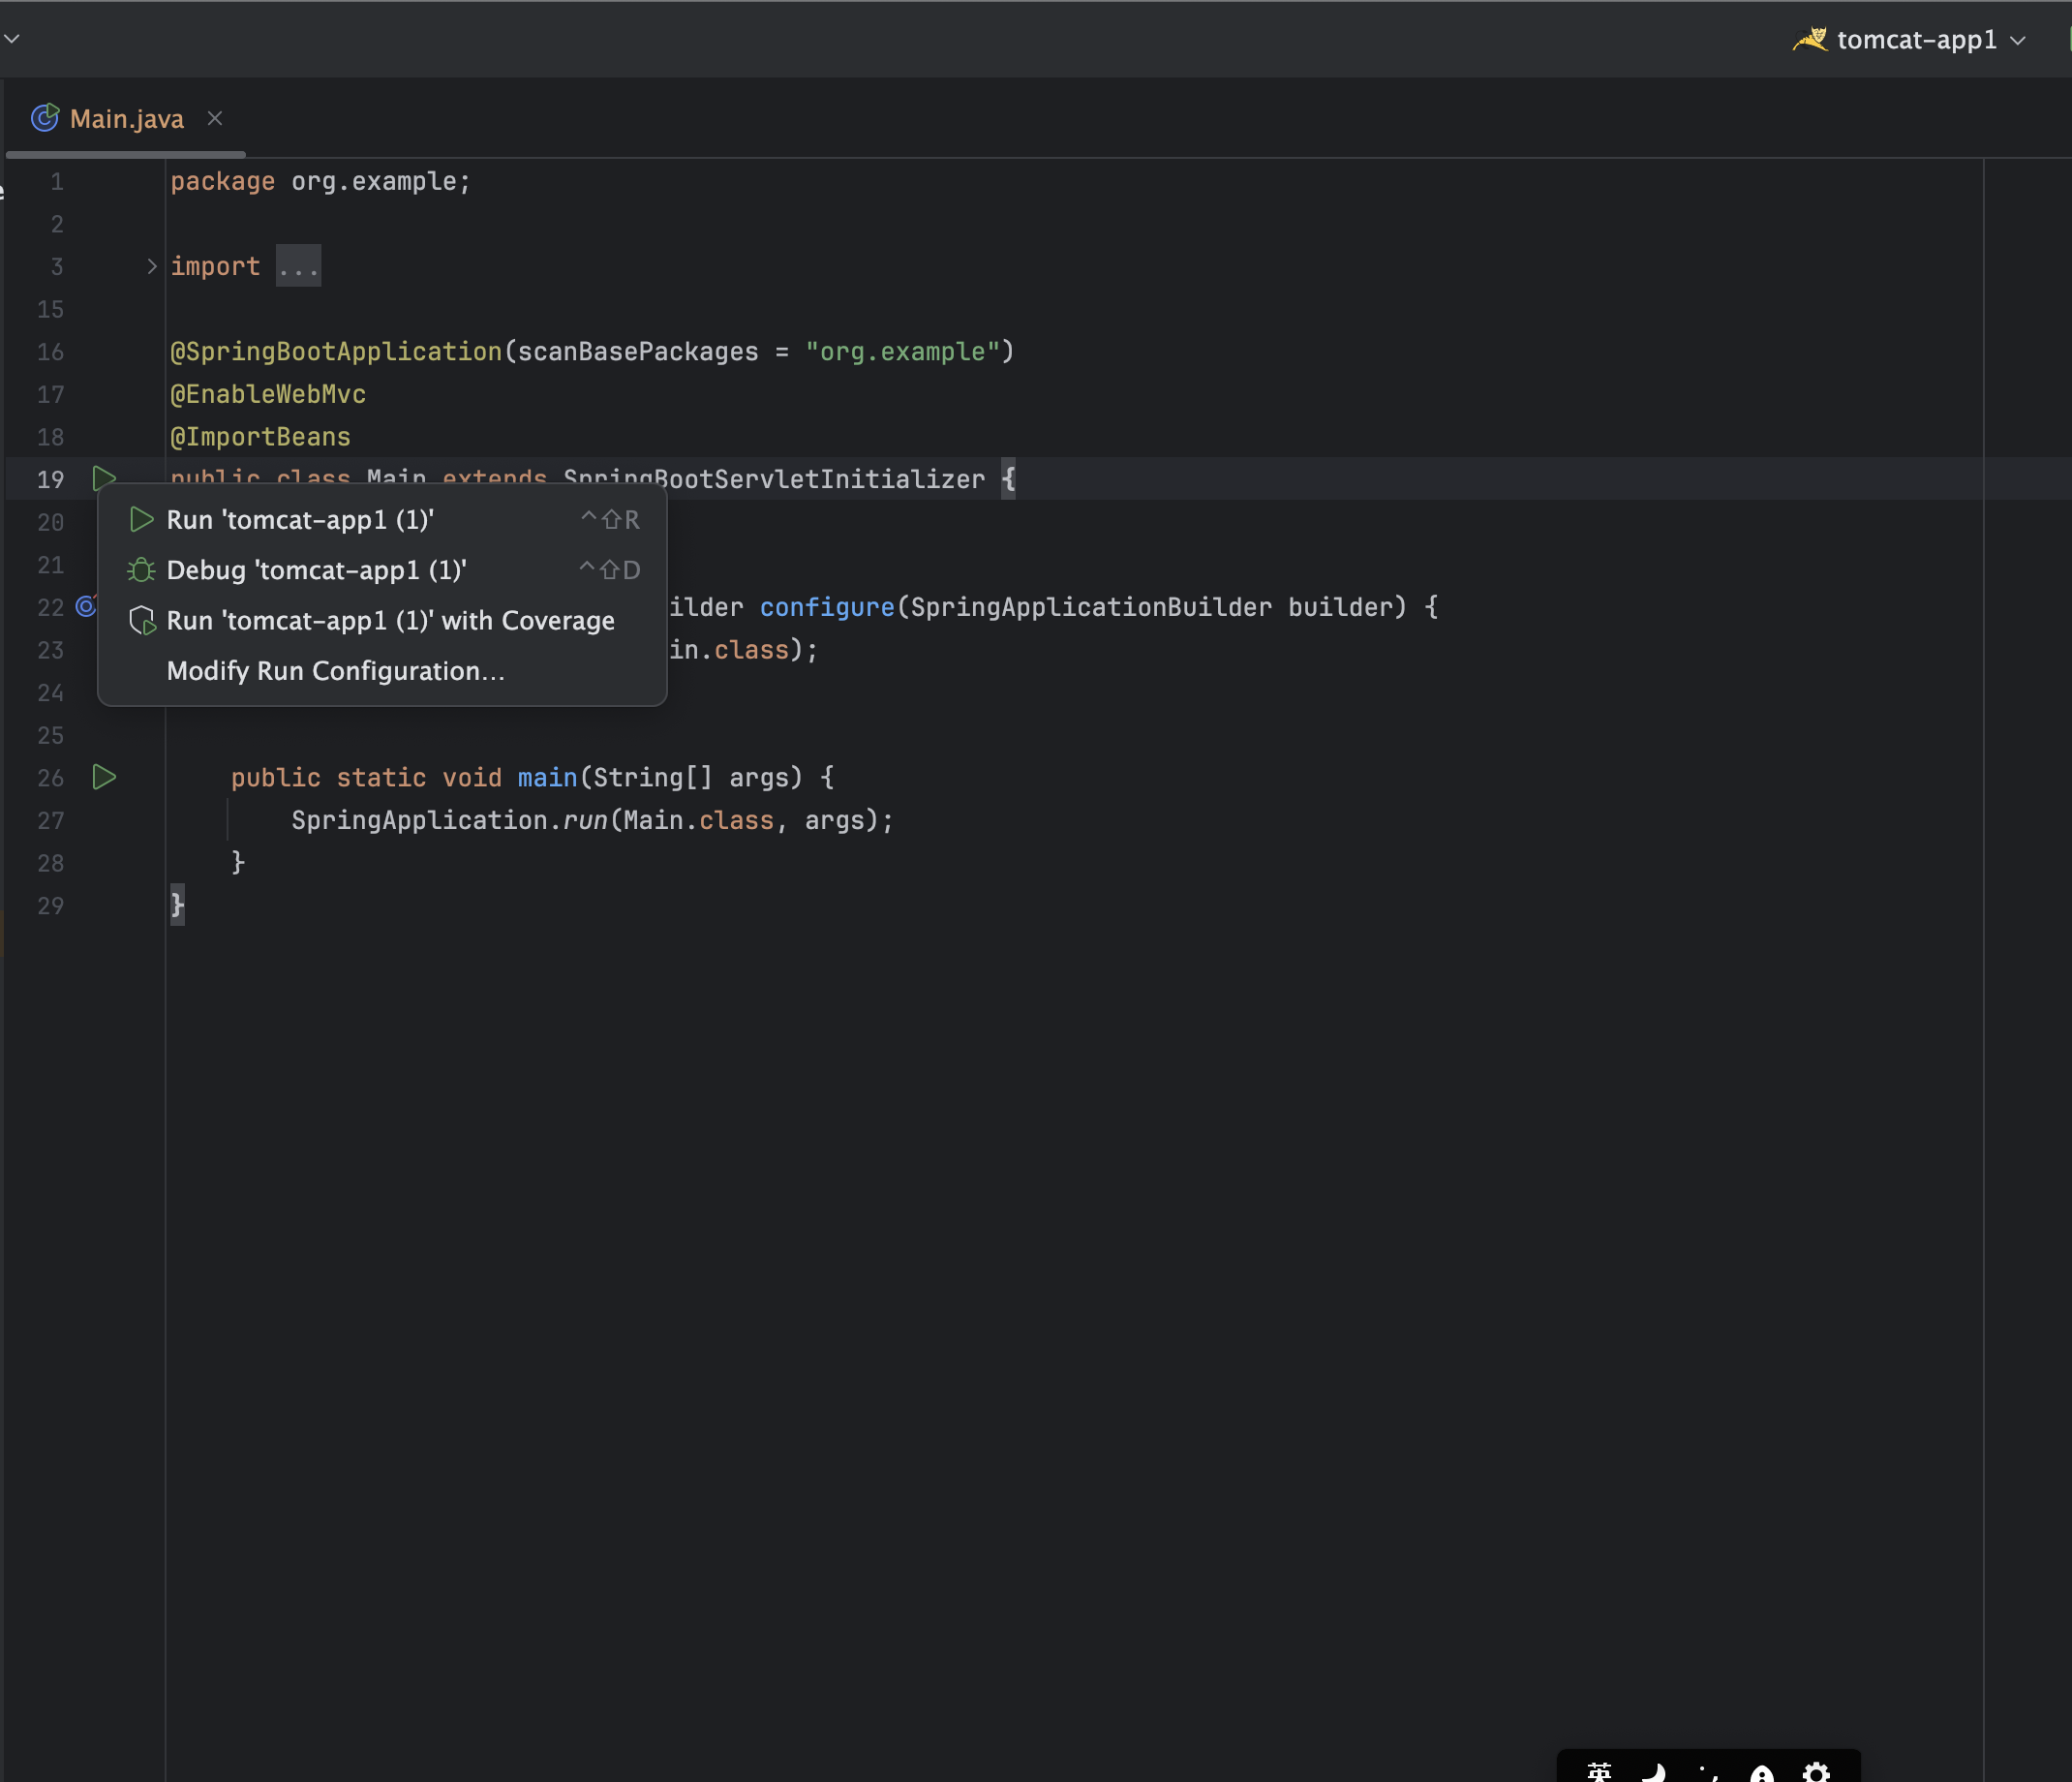 tomcat-app1
Main.java
1 package org.example;
2
3 import ...
15
16 @SpringBootApplication(scanBasePackages = "org.example")
17 @EnableWebMvc
18 @ImportBeans
19 public class Main extends SpringBootServletInitializer {
20
21
22 ilder configure(SpringApplicationBuilder builder) {
23 in.class);
24
25
26 public static void main(String[] args) {
27 SpringApplication.run(Main.class, args);
28 }
29 }
Run 'tomcat-app1 (1)' ^⇧R
Debug 'tomcat-app1 (1)' ^⇧D
Run 'tomcat-app1 (1)' with Coverage
Modify Run Configuration...
英